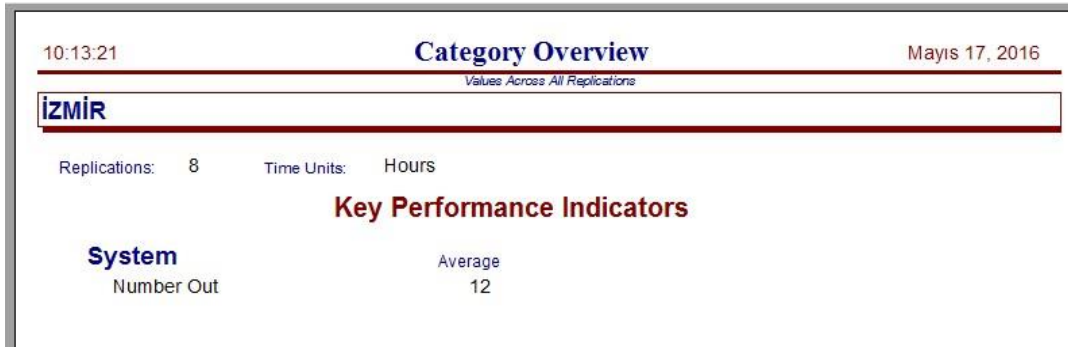 10:13:21 Category Overview Mayıs 17, 2016
Values Across All Replications
İZMİR
Replications: 8 Time Units: Hours
Key Performance Indicators
System Average
Number Out 12